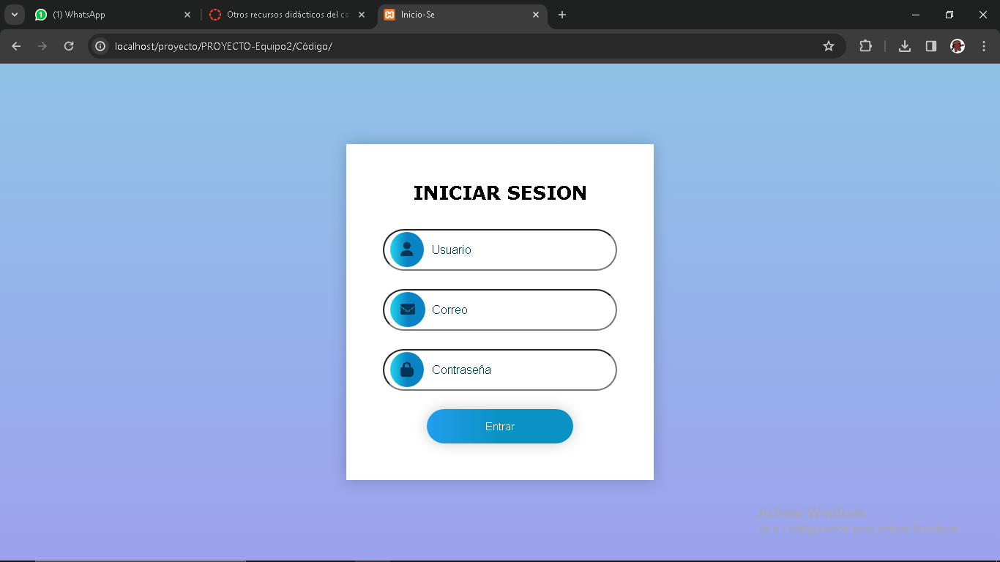 (1) WhatsApp
Otros recursos didácticos del ca
Inicio-Se
localhost/proyecto/PROYECTO-Equipo2/Código/
INICIAR SESION
Usuario
Correo
Contraseña
Entrar
Activar Windows
Ve a Configuración para activar Windows.